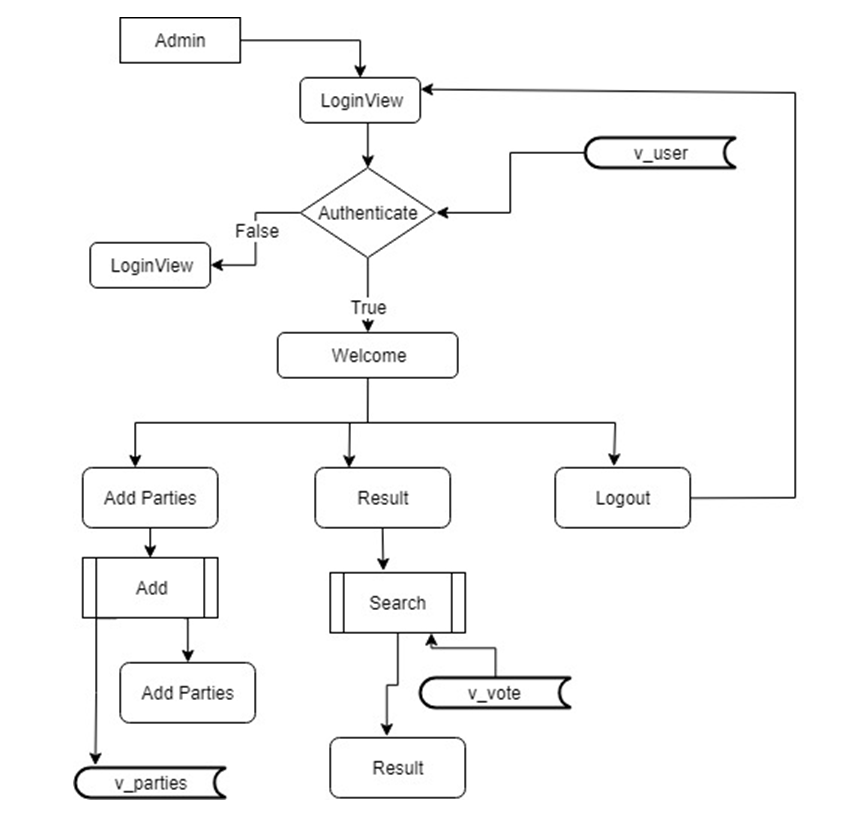 Admin
LoginView
v_user
Authenticate
False
LoginView
True
Welcome
Add Parties
Result
Logout
Add
Search
Add Parties
v_vote
Result
v_parties